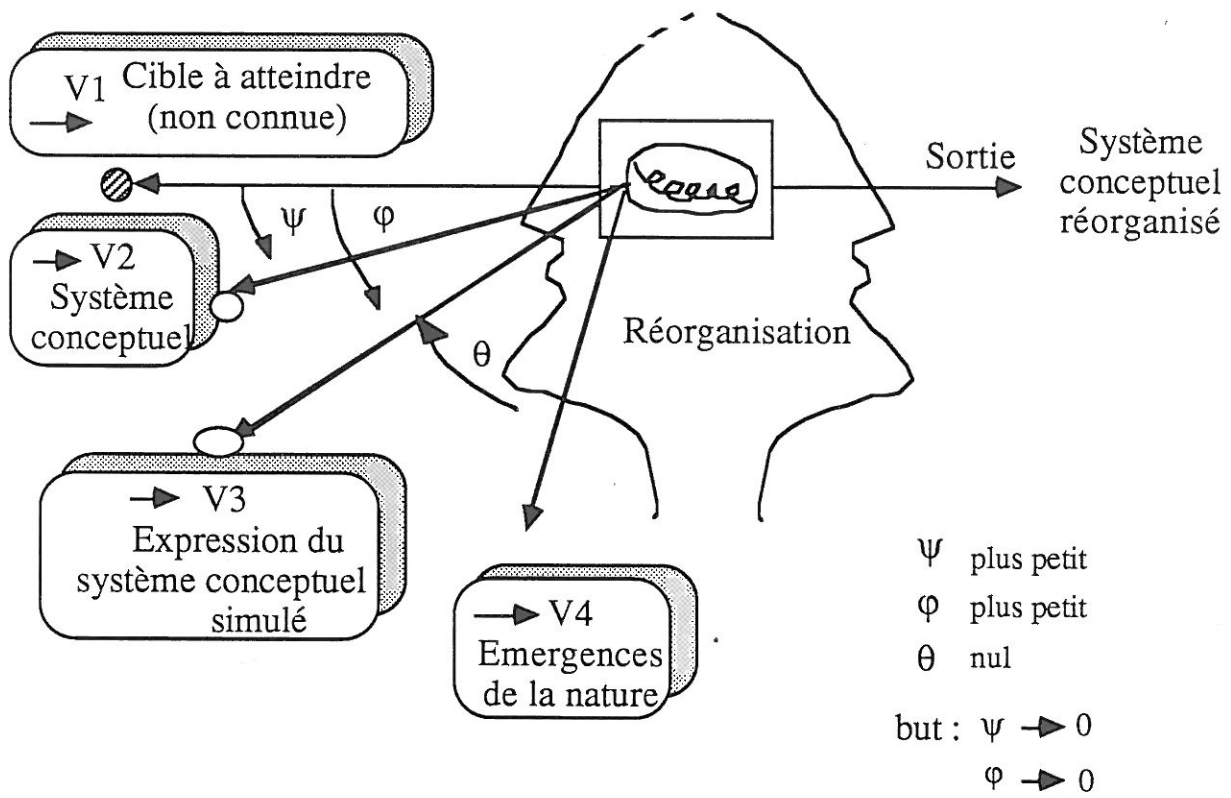 V1 Cible à atteindre
(non connue)
Sortie
Système
conceptuel
réorganisé
ψ
φ
V2
Système
conceptuel
Réorganisation
θ
V3
Expression du
système conceptuel
simulé
V4
Emergences
de la nature
ψ plus petit
φ plus petit
θ nul
but : ψ → 0
φ → 0